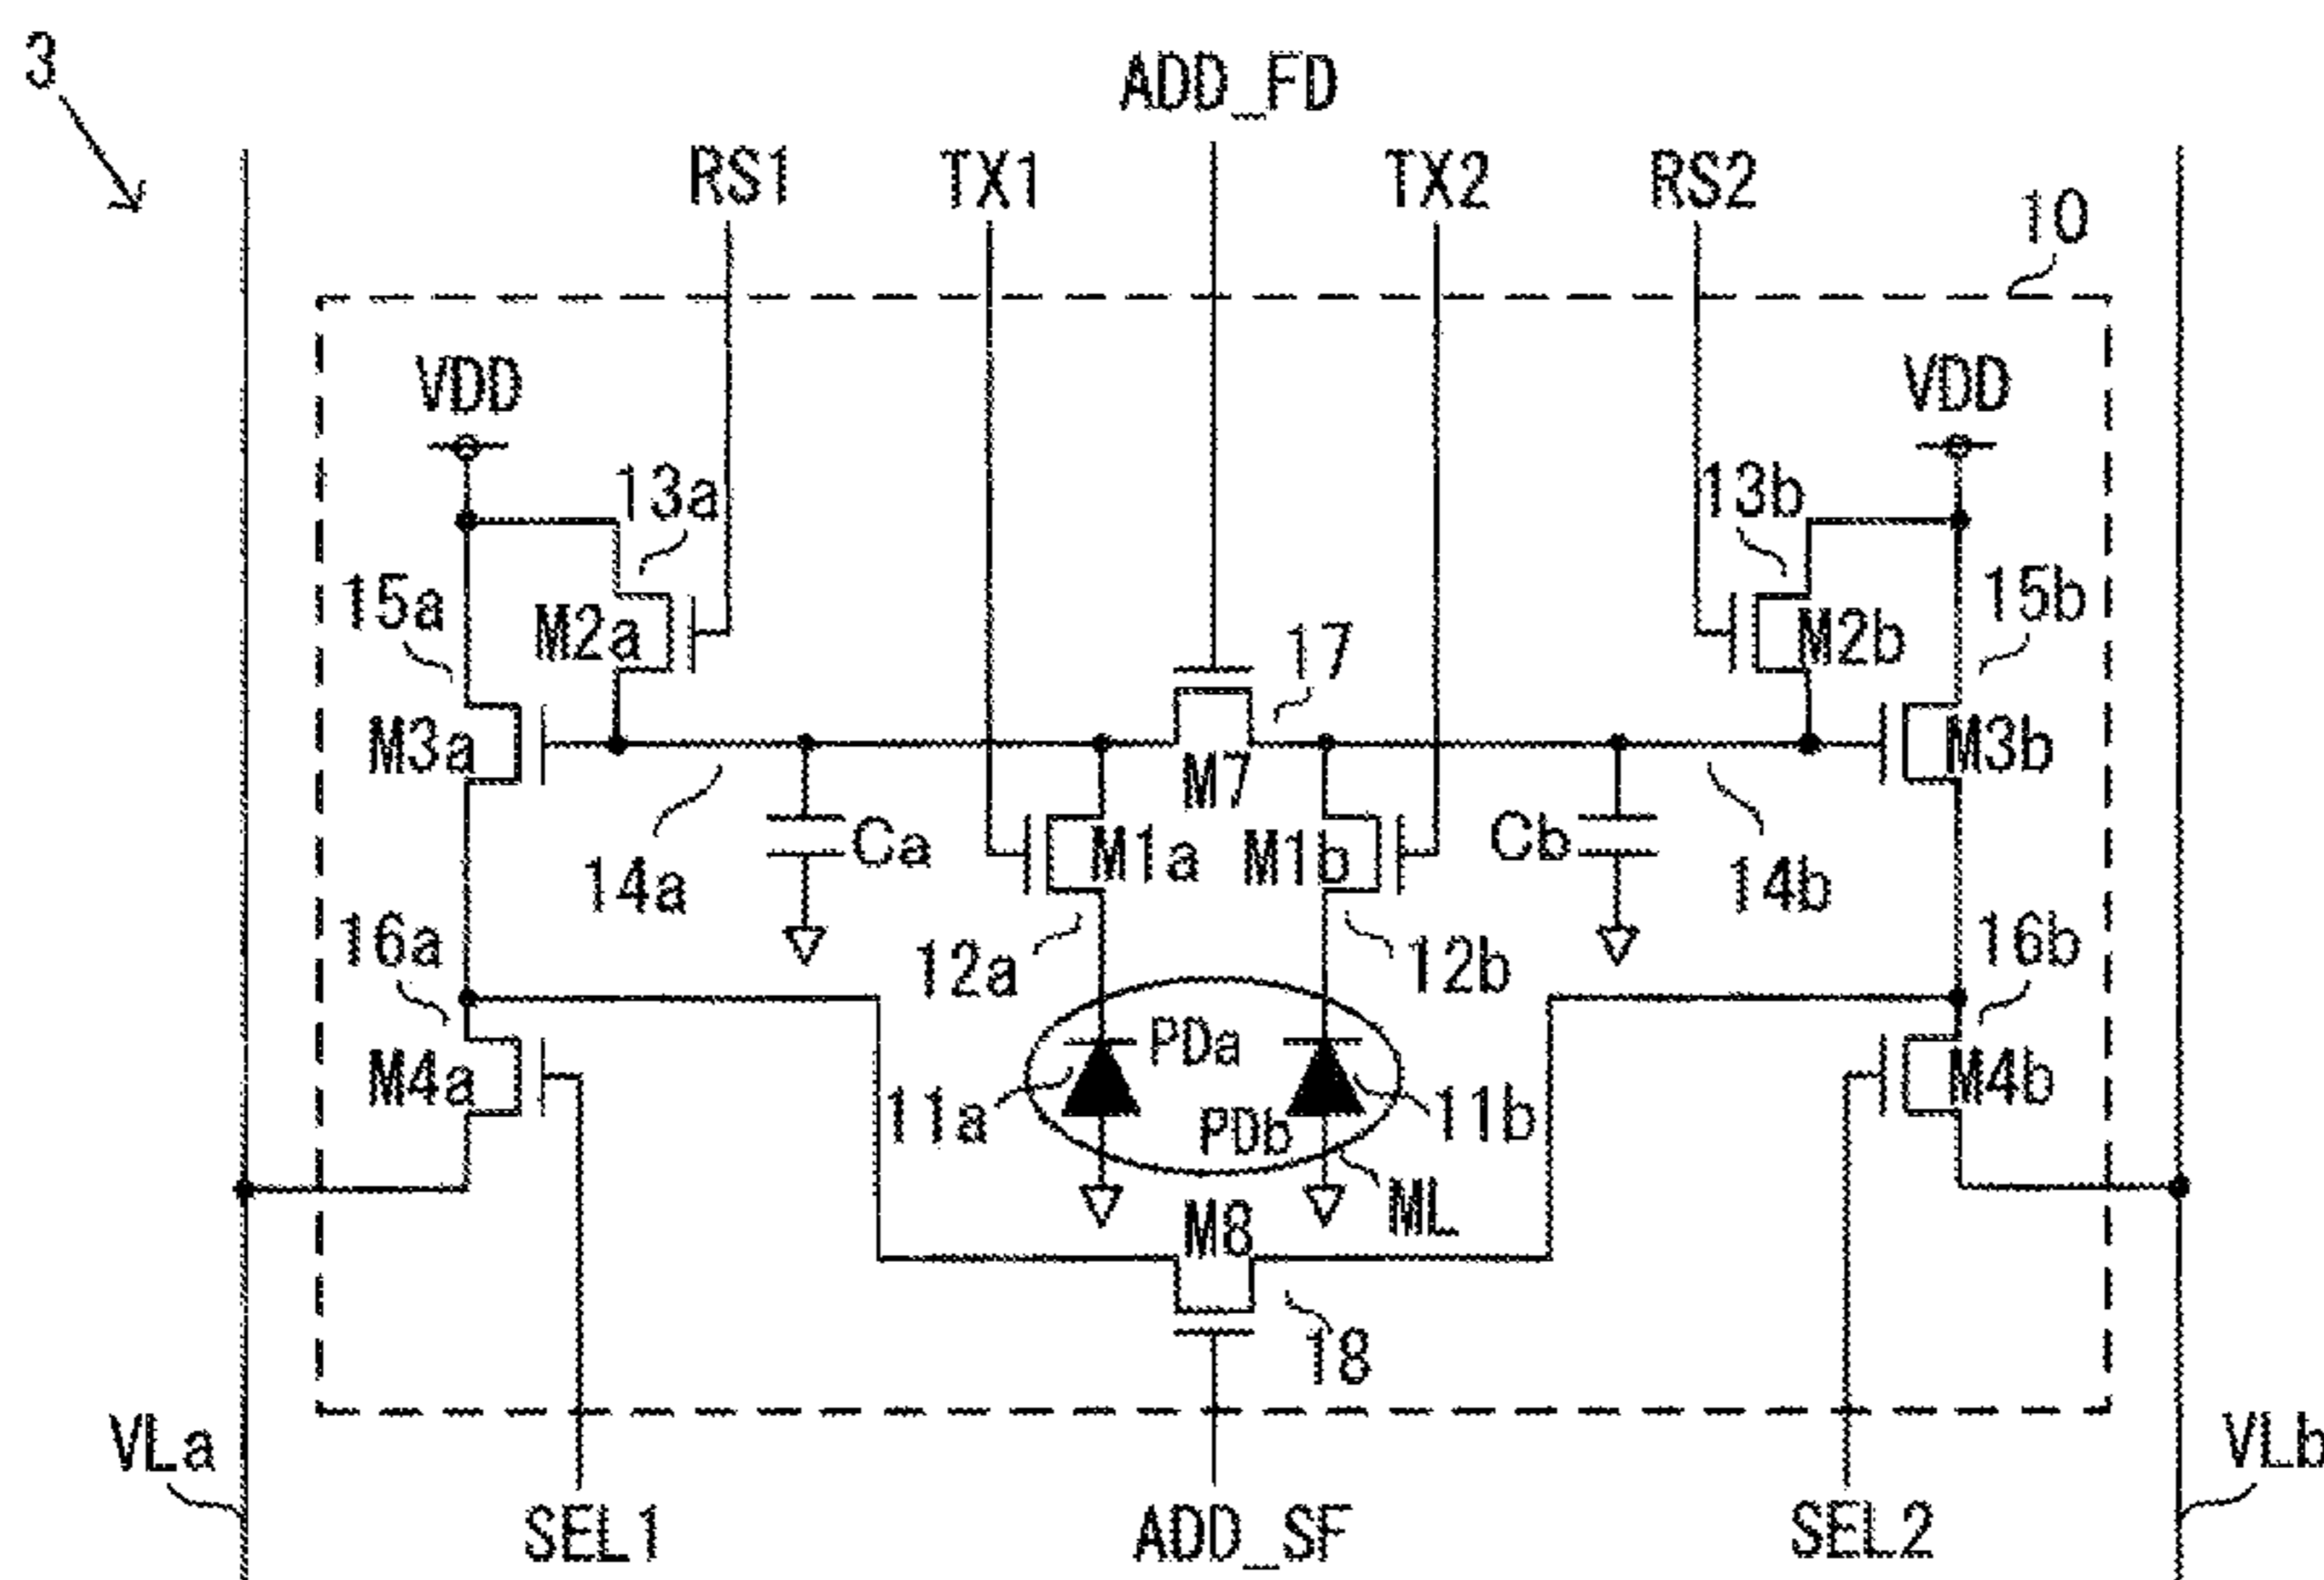 3
ADD_FD
RS1
TX1
TX2
RS2
10
VDD
VDD
13a
13b
15a
15b
M2a
M2b
17
M3a
M3b
M7
Ca
M1a
M1b
Cb
14a
14b
16a
12a
12b
16b
PDa
M4a
M4b
11a
PDb
11b
M8
ML
18
VLa
VLb
SEL1
ADD_SF
SEL2